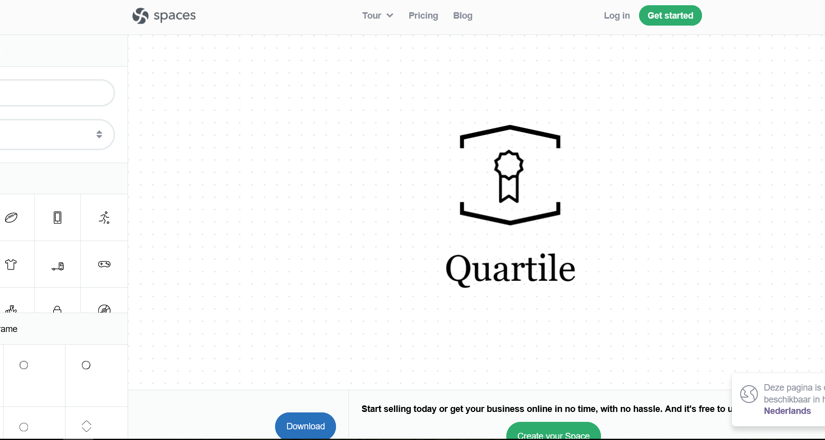 spaces
Tour
Pricing
Blog
Log in
Get started
Quartile
Download
Start selling today or get your business online in no time, with no hassle. And it's free to
Create your Space
Deze pagina is
beschikbaar in
Nederlands